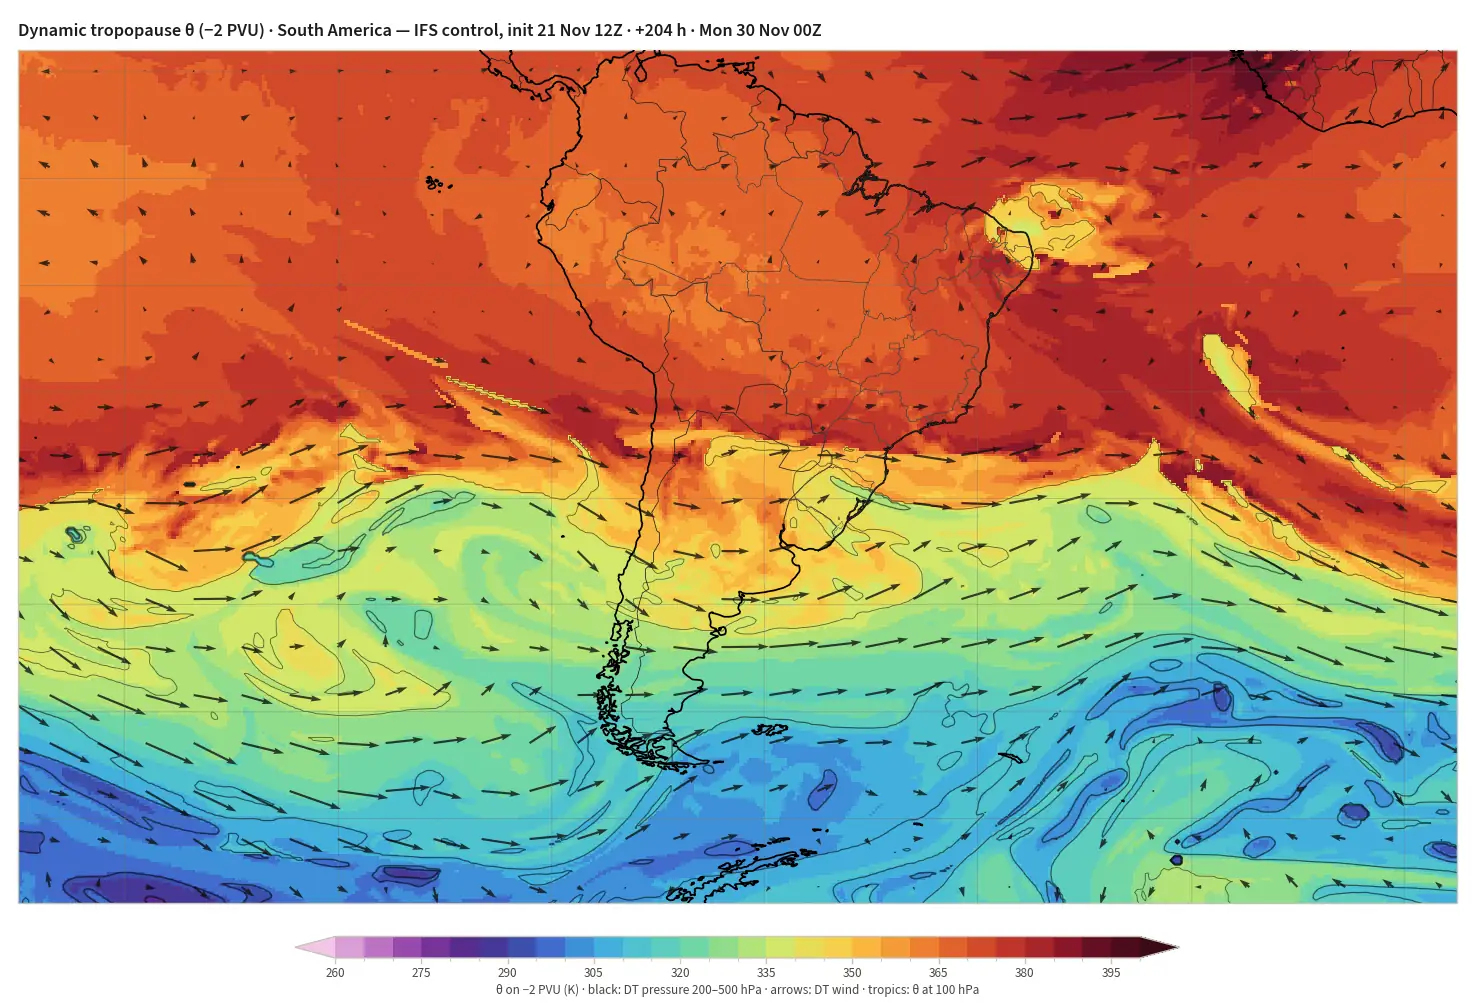 Dynamic tropopause θ (−2 PVU) · South America — IFS control, init 21 Nov 12Z · +204 h · Mon 30 Nov 00Z
260 275 290 305 320 335 350 365 380 395
θ on −2 PVU (K) · black: DT pressure 200–500 hPa · arrows: DT wind · tropics: θ at 100 hPa